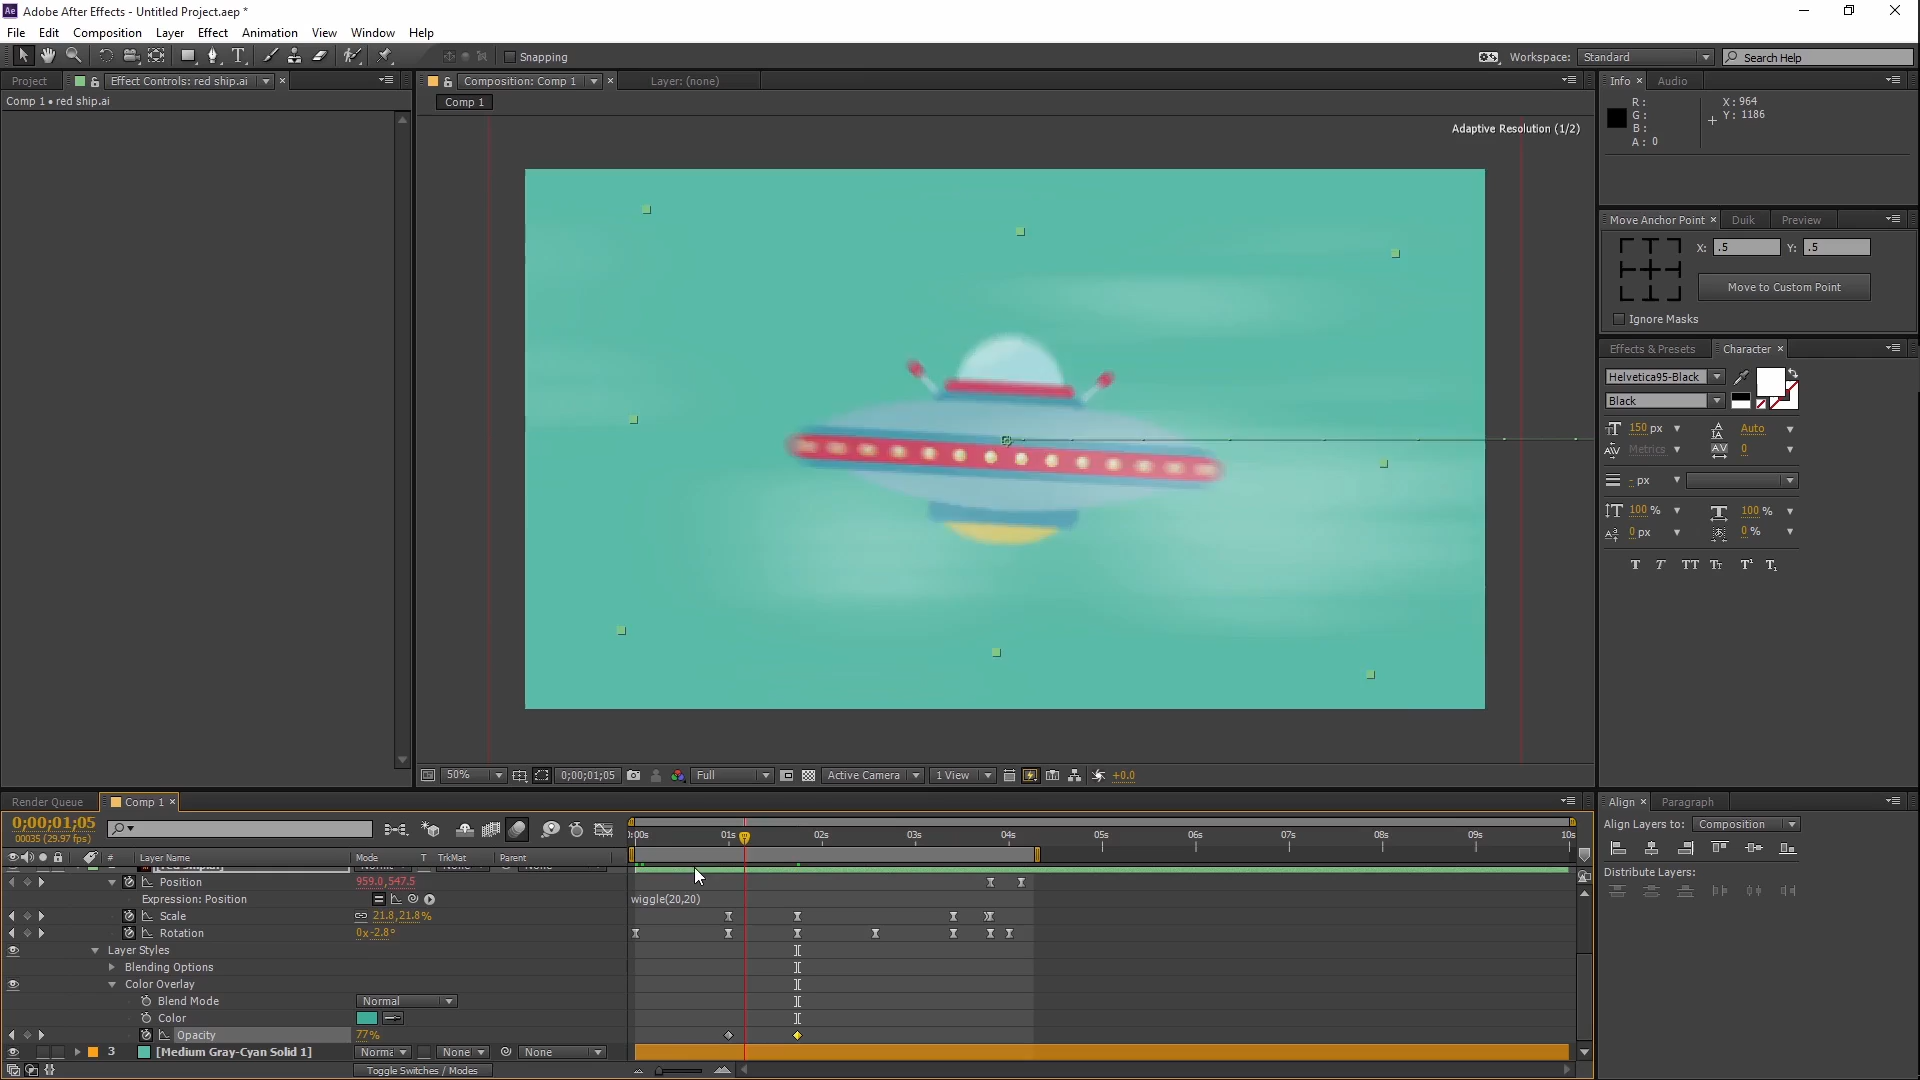 Ae Adobe After Effects - Untitled Project.aep *
File Edit Composition Layer Effect Animation View Window Help
Snapping
Workspace: Standard
Search Help
Project Effect Controls: red ship.ai
Composition: Comp 1
Layer: (none)
Info Audio
Comp 1 • red ship.ai
Comp 1
R:
G:
B:
A: 0
X: 964
Y: 1186
Adaptive Resolution (1/2)
Move Anchor Point Duik Preview
X: .5 Y: .5
Move to Custom Point
Ignore Masks
Effects & Presets Character
Helvetica95-Black
Black
150 px Auto
Metrics 0
- px
100 % 100 %
0 px 0 %
T T TT Tt T¹ T₁
50% 0;00;01;05 Full Active Camera 1 View +0.0
Render Queue Comp 1
Align Paragraph
0;00;01;05
00035 (29.97 fps)
Align Layers to: Composition
Distribute Layers:
# Layer Name Mode T TrkMat Parent
):00s 01s 02s 03s 04s 05s 06s 07s 08s 09s 10s
Position 959.0,547.5
Expression: Position wiggle(20,20)
Scale 21.8,21.8%
Rotation 0x-2.8°
Layer Styles
Blending Options
Color Overlay
Blend Mode Normal
Color
Opacity 77%
3 [Medium Gray-Cyan Solid 1] Norma None None
Toggle Switches / Modes